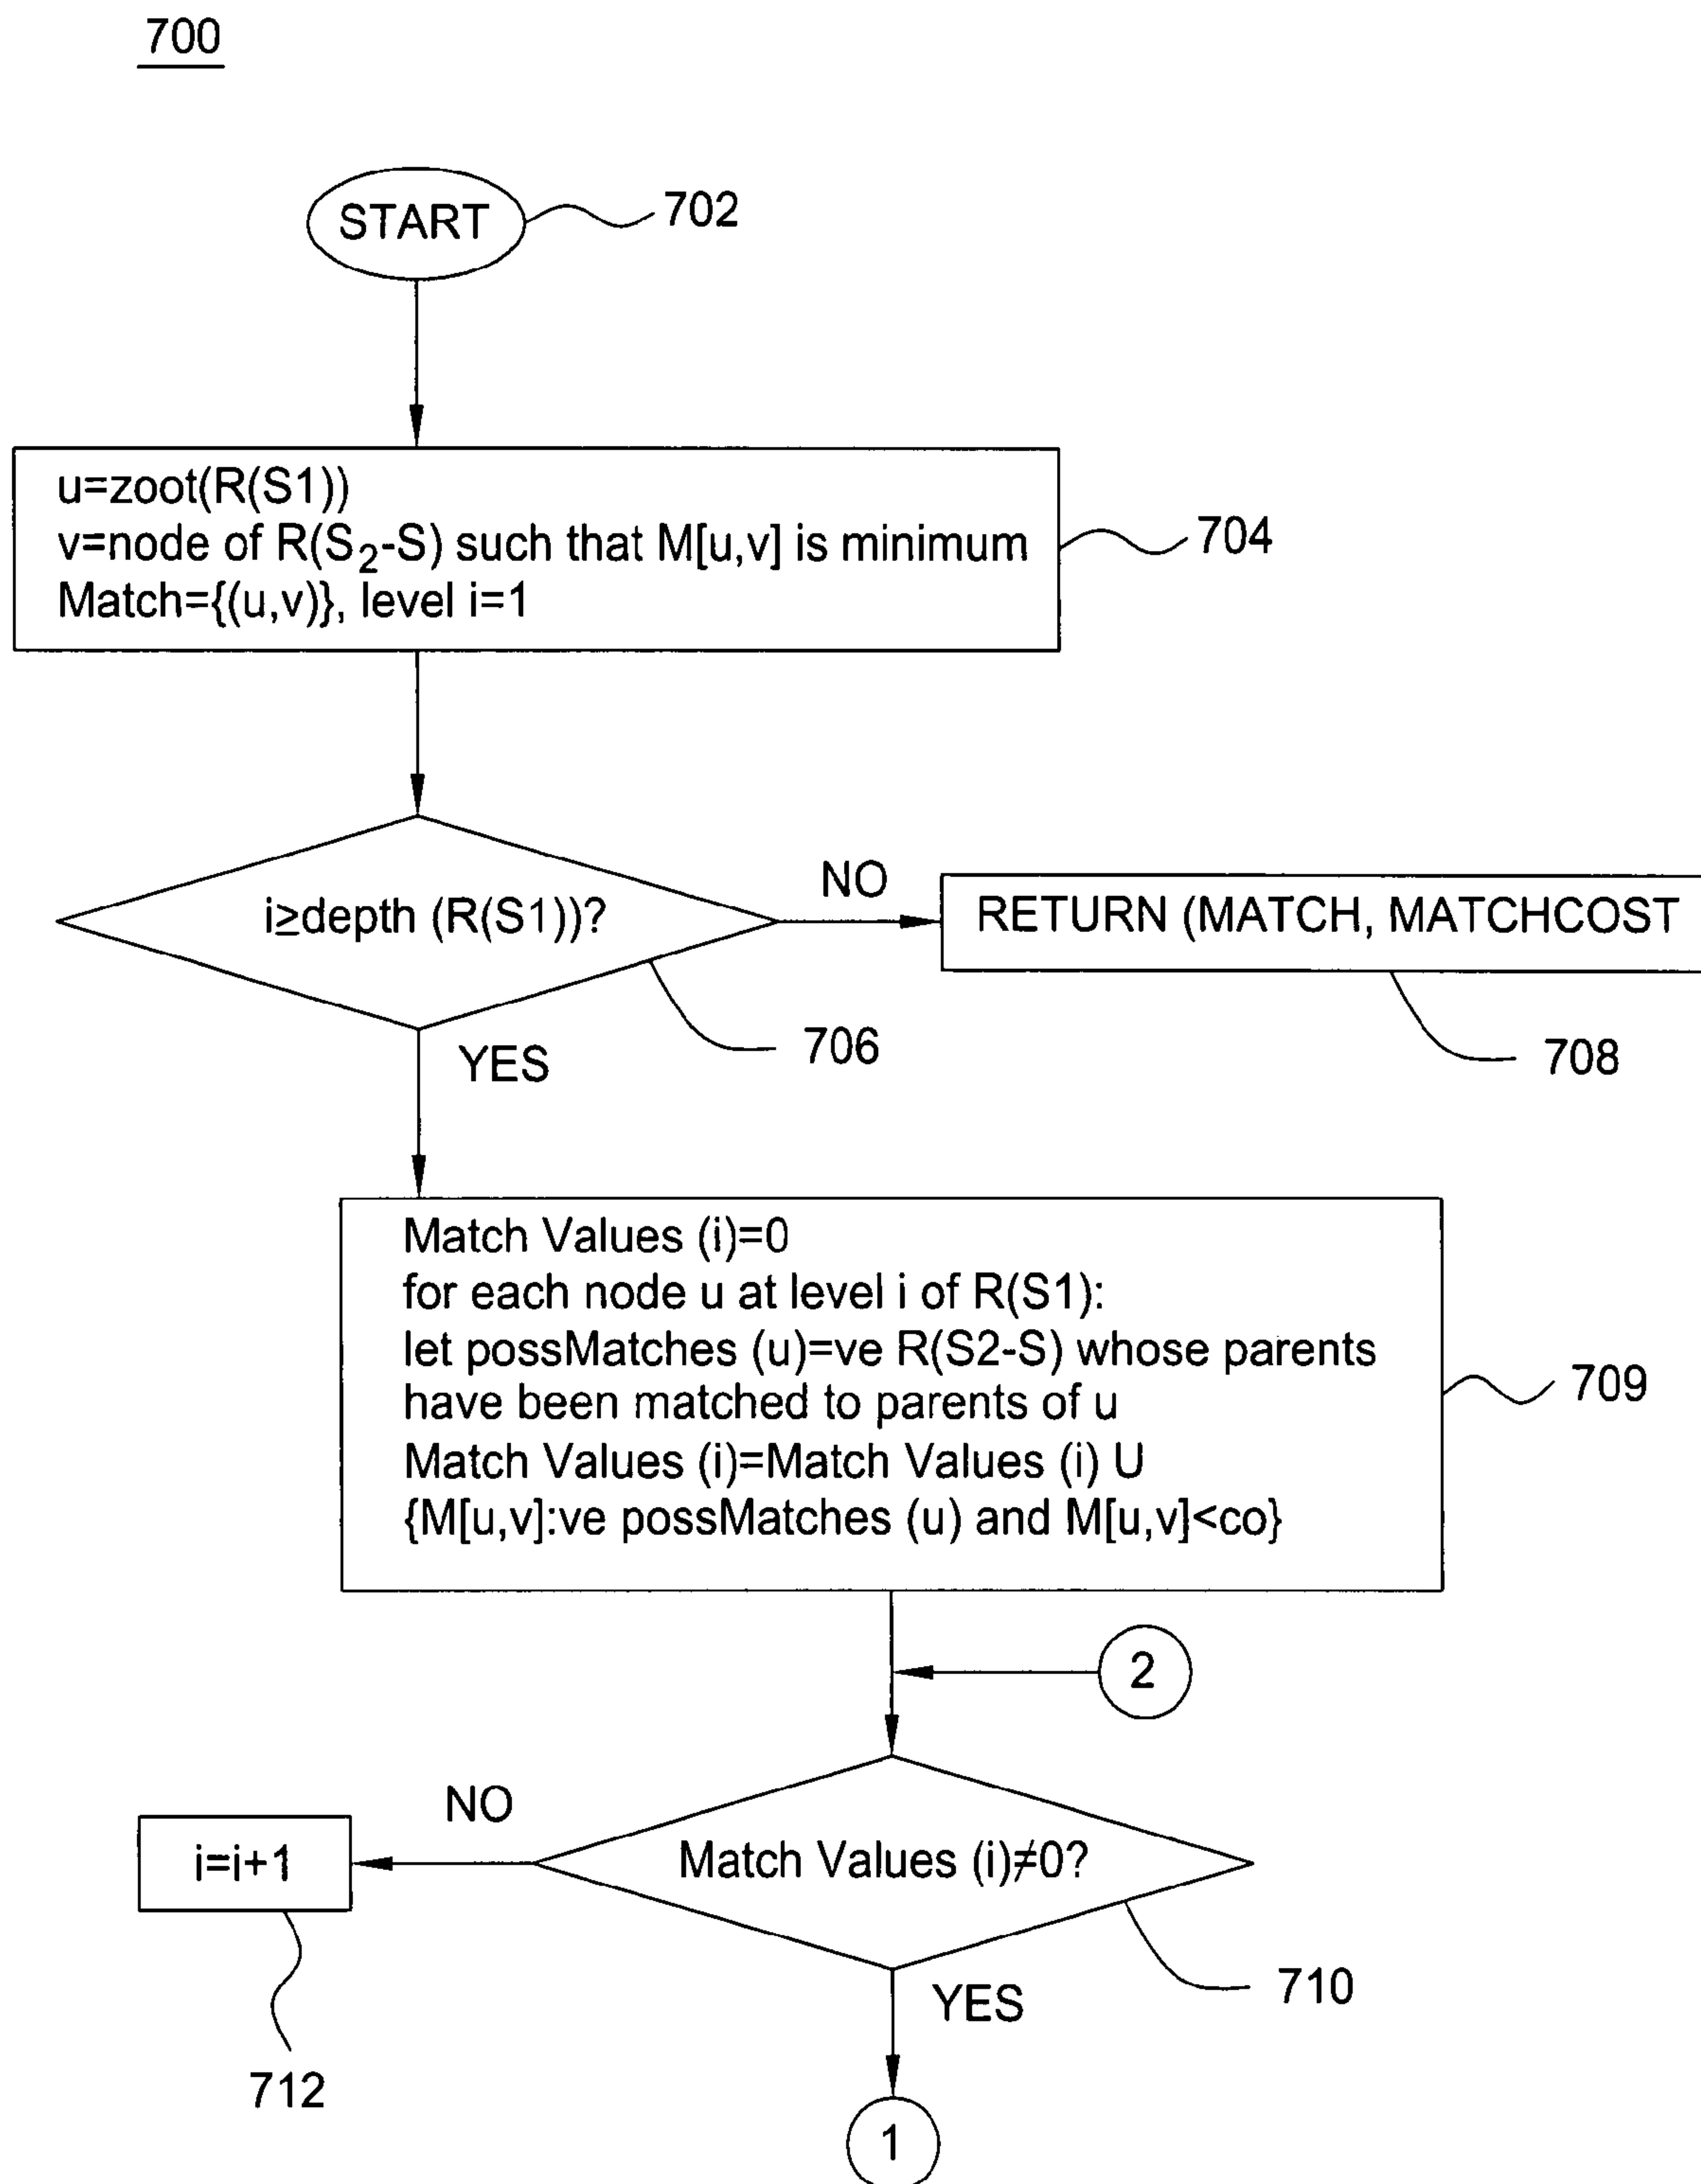 700
START
702
u=zoot(R(S1))
v=node of R(S₂-S) such that M[u,v] is minimum
Match={(u,v)}, level i=1
704
i≥depth (R(S1))?
NO
RETURN (MATCH, MATCHCOST
706
708
YES
Match Values (i)=0
for each node u at level i of R(S1):
let possMatches (u)=ve R(S2-S) whose parents
have been matched to parents of u
Match Values (i)=Match Values (i) U
{M[u,v]:ve possMatches (u) and M[u,v]<co}
709
2
NO
i=i+1
Match Values (i)≠0?
710
YES
712
1